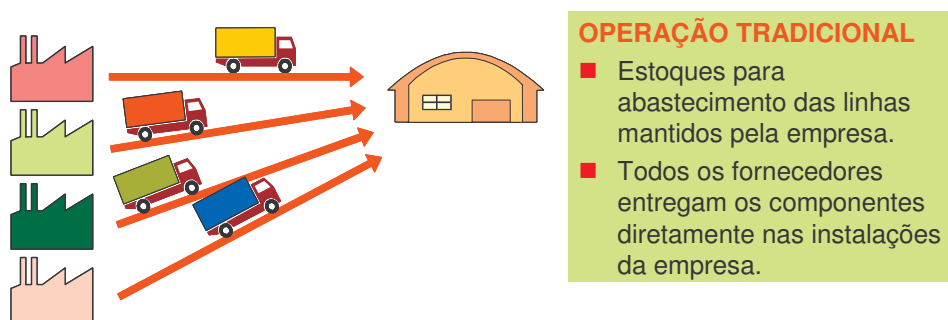 OPERAÇÃO TRADICIONAL
Estoques para
abastecimento das linhas
mantidos pela empresa.
Todos os fornecedores
entregam os componentes
diretamente nas instalações
da empresa.